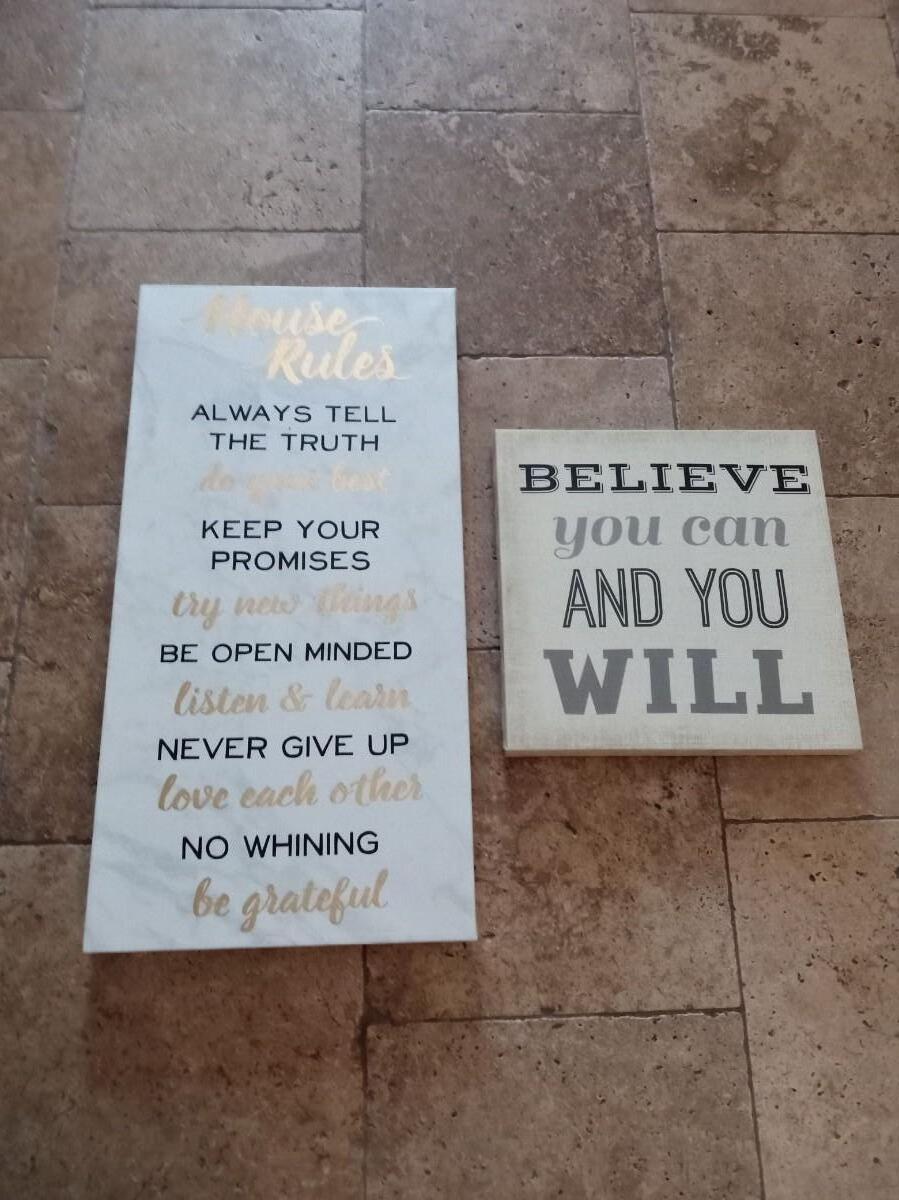 House
Rules
ALWAYS TELL
THE TRUTH
do your best
KEEP YOUR
PROMISES
try new things
BE OPEN MINDED
listen & learn
NEVER GIVE UP
love each other
NO WHINING
be grateful
BELIEVE
you can
AND YOU
WILL